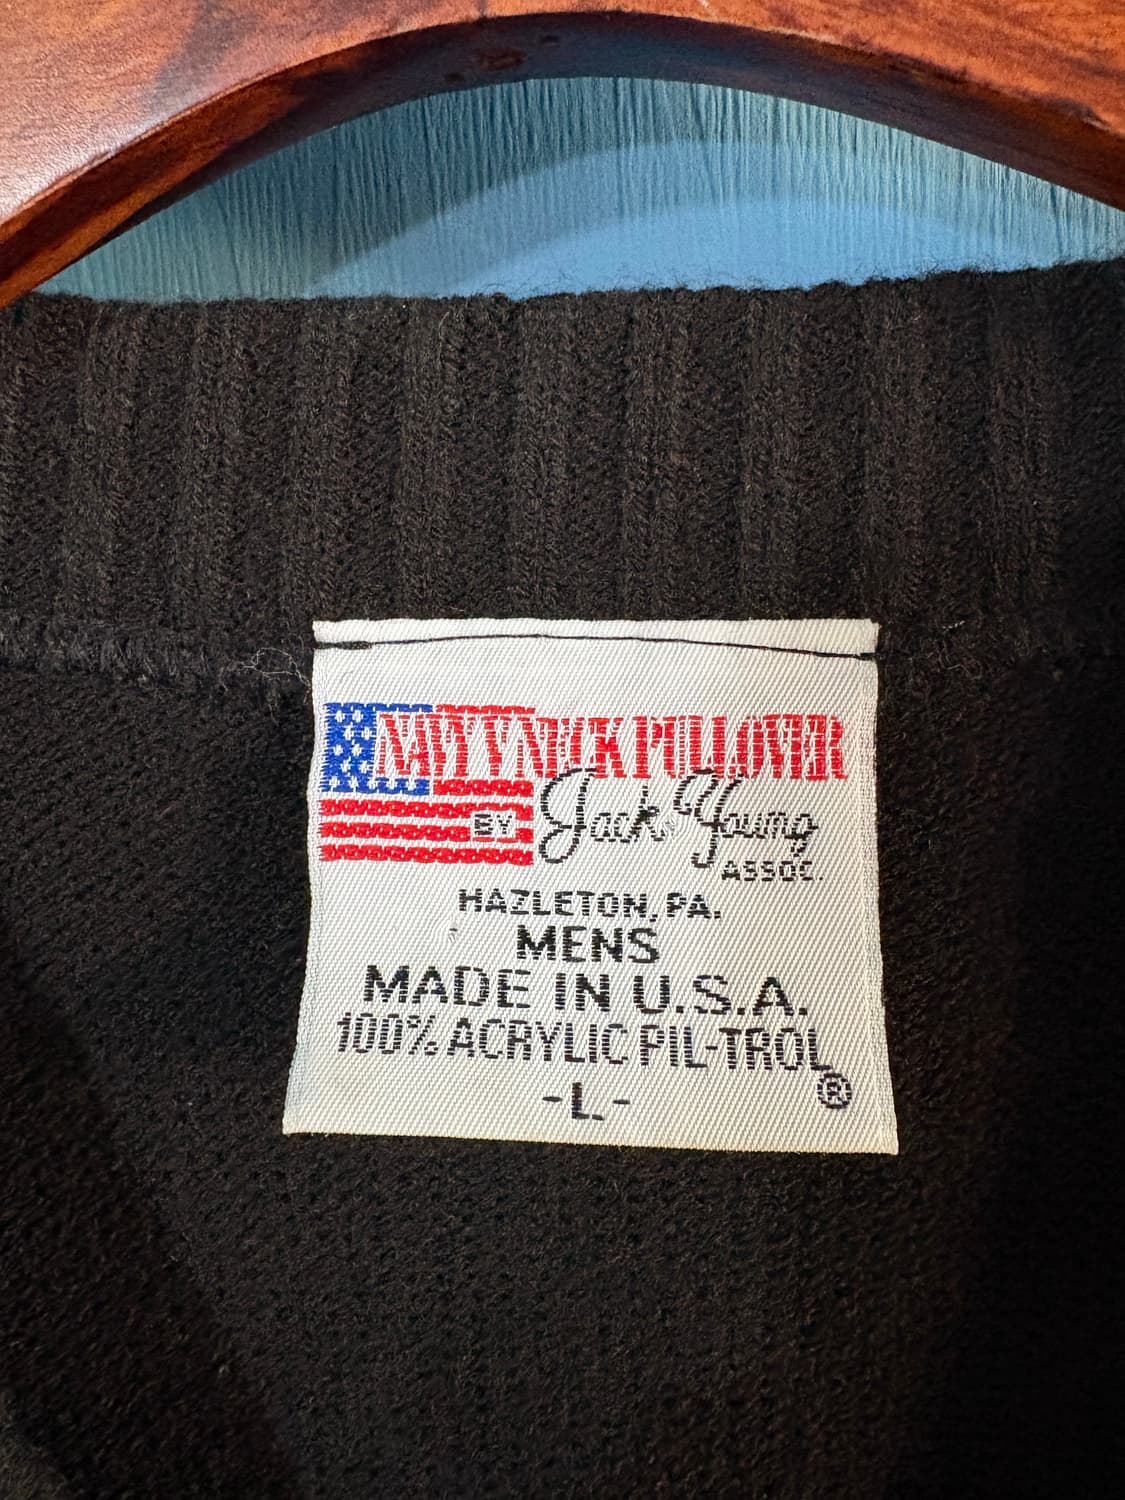 NAVY V NECK PULLOVER
BY Jack Young
ASSOC.
HAZLETON, PA.
MENS
MADE IN U.S.A.
100% ACRYLIC PIL-TROL
®
-L-